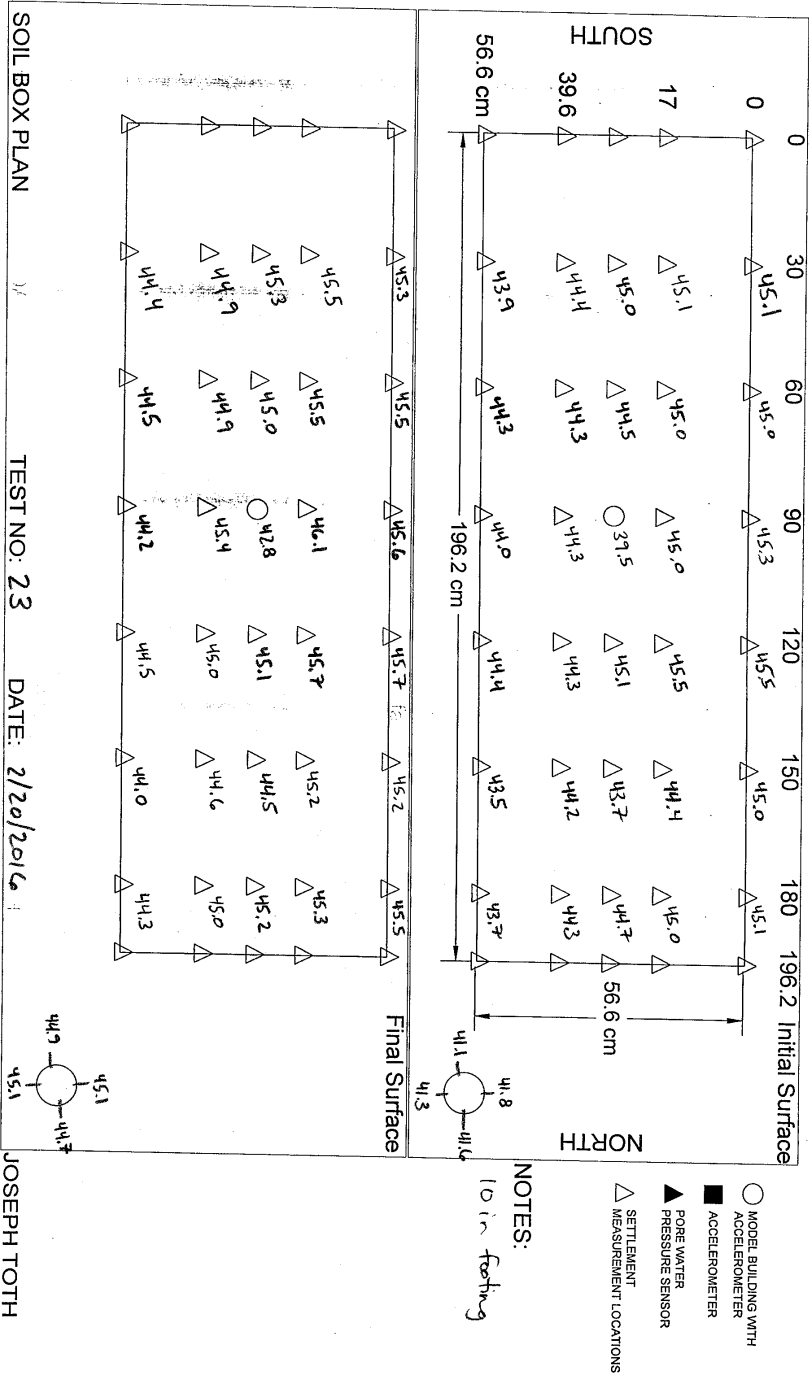 0 30 60 90 120 150 180 196.2 Initial Surface
0 45.1 45.0 45.3 45.5 45.0 45.1
17 45.1 45.0 45.0 45.5 44.4 45.0
45.0 44.5 39.5 45.1 43.7 44.7
39.6 44.4 44.3 44.3 44.3 44.2 44.3
56.6 cm 43.9 44.3 44.0 44.4 43.5 43.7
SOUTH
NORTH
56.6 cm
196.2 cm
41.8
41.1
41.6
41.3
Final Surface
45.3 45.5 45.6 45.7 45.2 45.5
45.5 45.5 46.1 45.7 45.2 45.3
45.3 45.0 42.8 45.1 44.5 45.2
44.9 44.9 45.4 45.0 44.6 45.0
44.4 44.5 44.2 44.5 44.0 44.3
45.1
44.9
44.7
45.1
MODEL BUILDING WITH
ACCELEROMETER
ACCELEROMETER
PORE WATER
PRESSURE SENSOR
SETTLEMENT
MEASUREMENT LOCATIONS
NOTES:
10 in footing
SOIL BOX PLAN TEST NO: 23 DATE: 2/20/2016 JOSEPH TOTH